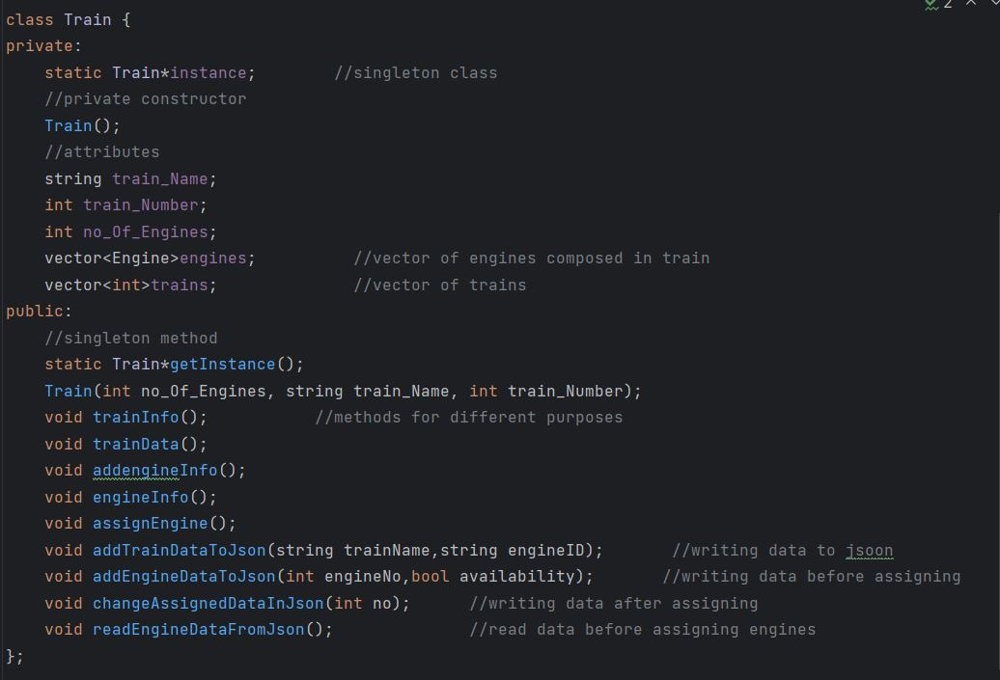 2
class Train {
private:
    static Train*instance;        //singleton class
    //private constructor
    Train();
    //attributes
    string train_Name;
    int train_Number;
    int no_Of_Engines;
    vector<Engine>engines;          //vector of engines composed in train
    vector<int>trains;              //vector of trains
public:
    //singleton method
    static Train*getInstance();
    Train(int no_Of_Engines, string train_Name, int train_Number);
    void trainInfo();           //methods for different purposes
    void trainData();
    void addengineInfo();
    void engineInfo();
    void assignEngine();
    void addTrainDataToJson(string trainName,string engineID);       //writing data to jsoon
    void addEngineDataToJson(int engineNo,bool availability);       //writing data before assigning
    void changeAssignedDataInJson(int no);      //writing data after assigning
    void readEngineDataFromJson();              //read data before assigning engines
};